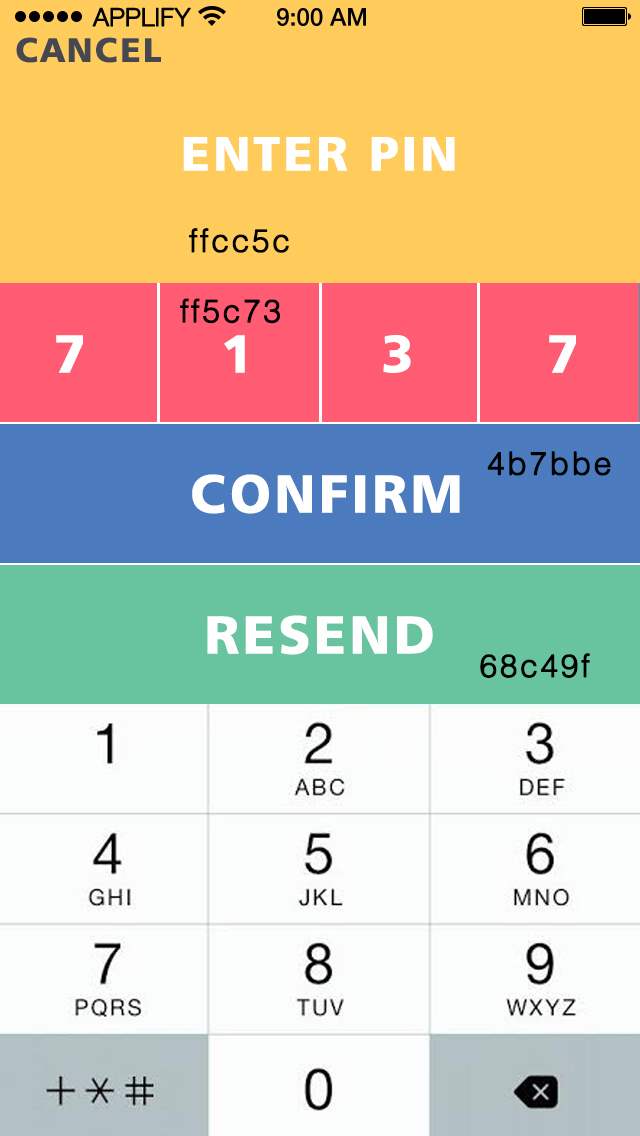 APPLIFY 9:00 AM
CANCEL
ENTER PIN
ffcc5c
ff5c73
7 1 3 7
4b7bbe
CONFIRM
RESEND
68c49f
1 2 3
ABC DEF
4 5 6
GHI JKL MNO
7 8 9
PQRS TUV WXYZ
+*# 0